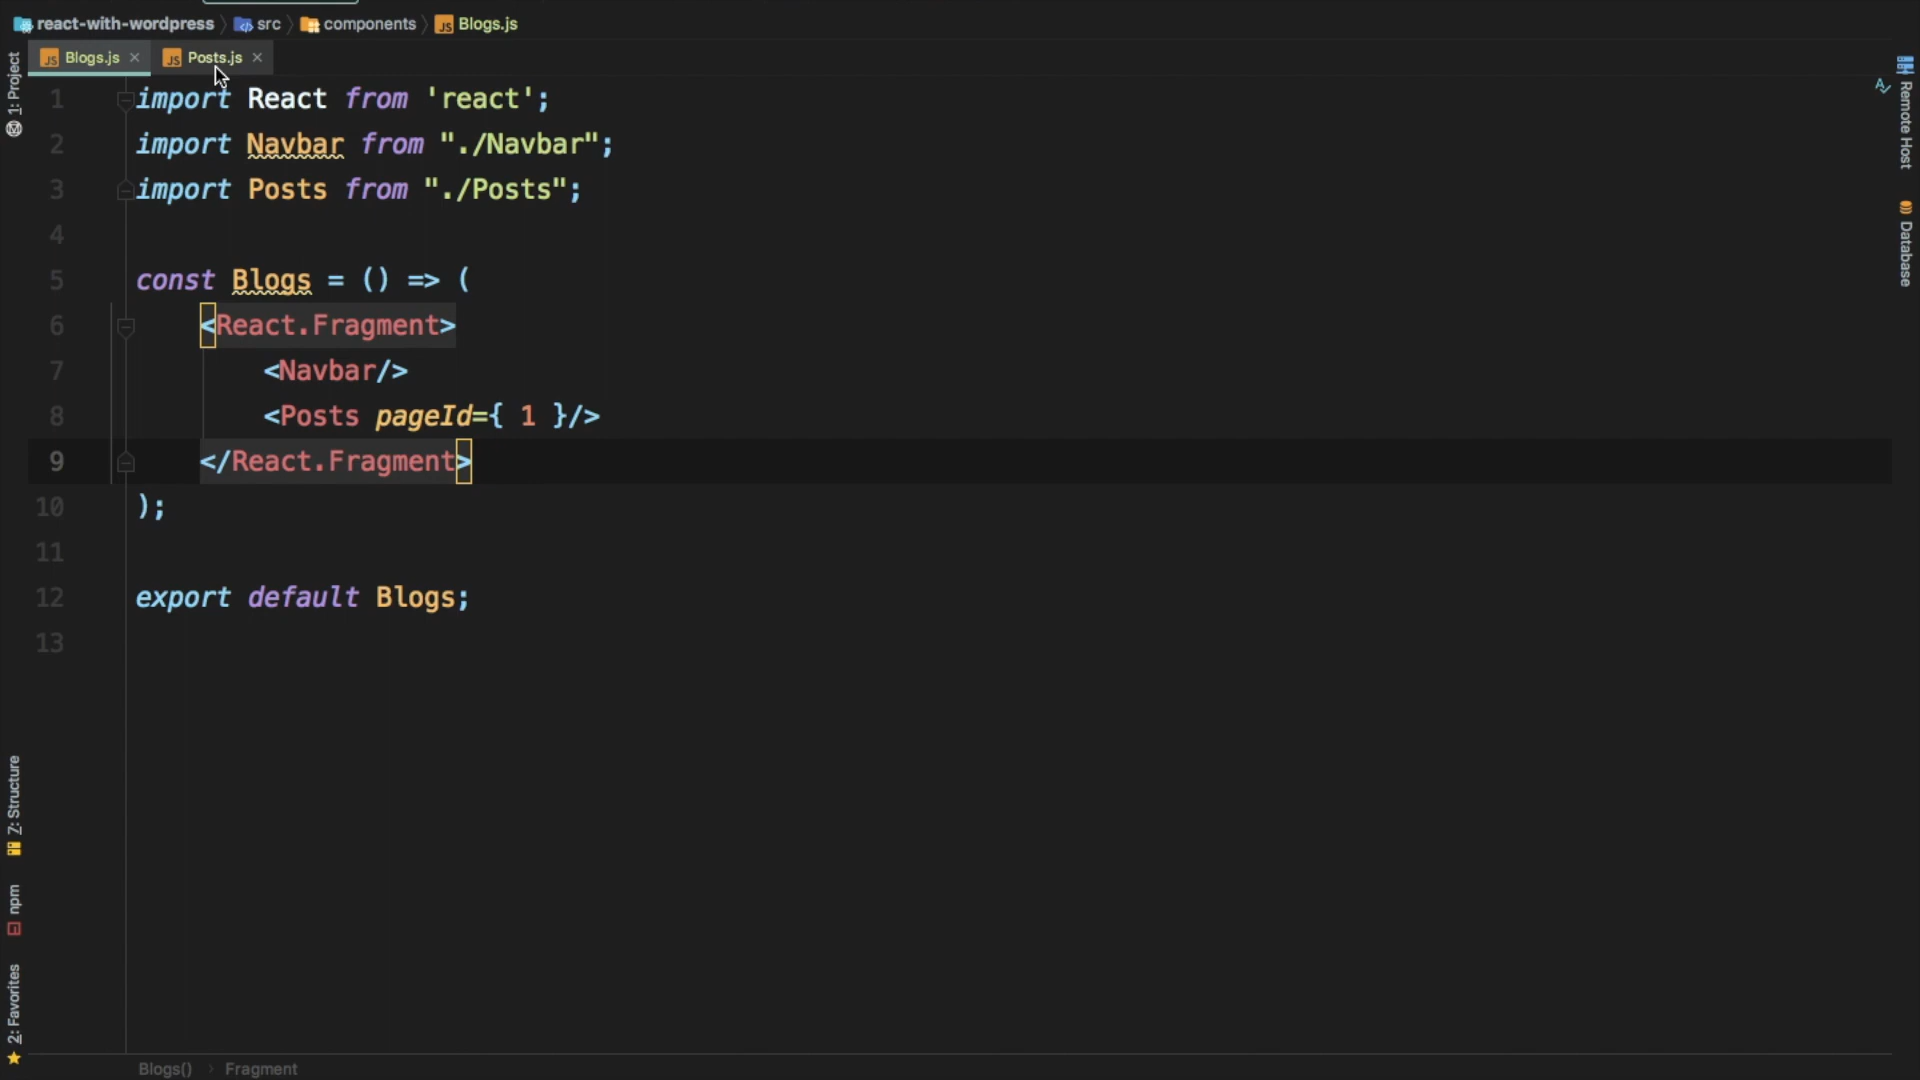 react-with-wordpress src components Blogs.js
Blogs.js Posts.js
1: Project
Remote Host
Database
1 import React from 'react';
2 import Navbar from "./Navbar";
3 import Posts from "./Posts";
4
5 const Blogs = () => (
6 <React.Fragment>
7 <Navbar/>
8 <Posts pageId={ 1 }/>
9 </React.Fragment>
10 );
11
12 export default Blogs;
13
Z: Structure
npm
2: Favorites
Blogs() Fragment